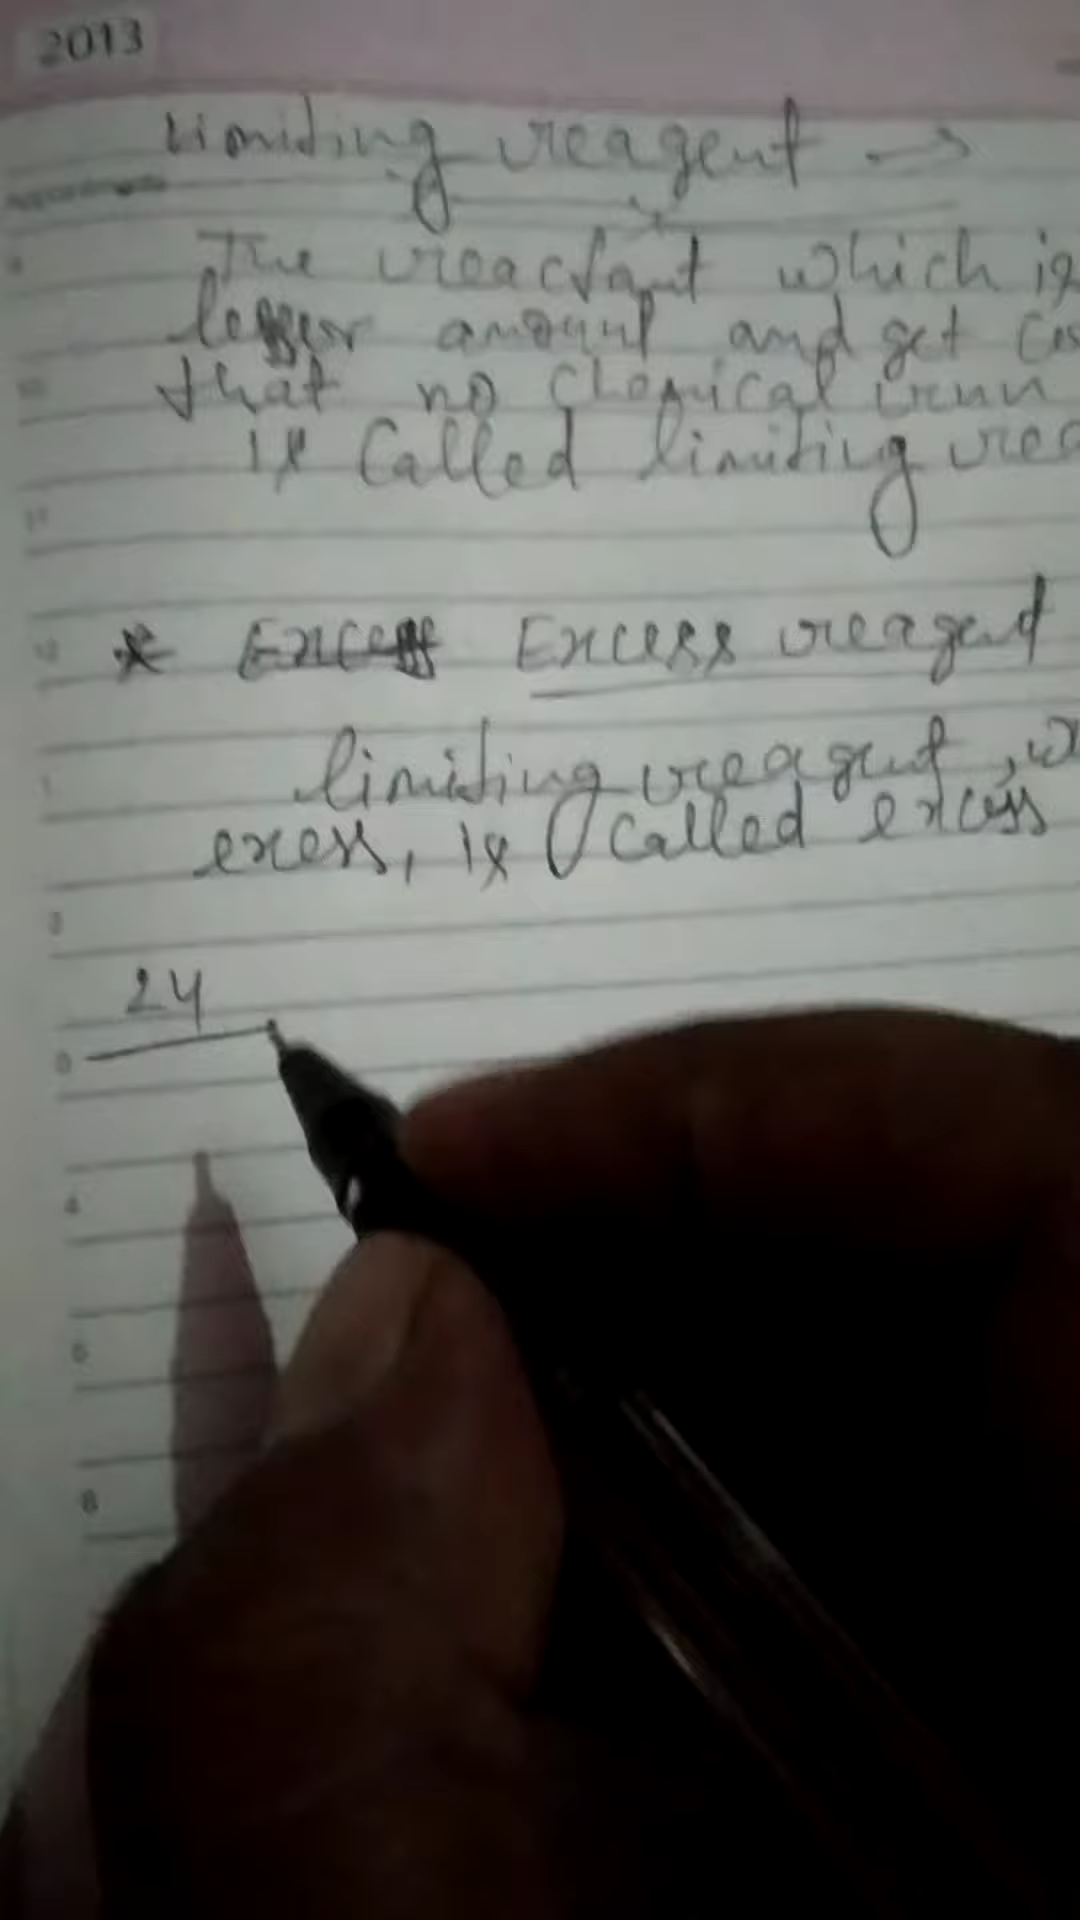 2013
Limiting reagent →
The reactant which is
lesser amount and get
that no chemical
is called limiting
* Excess Excess reagent
limiting reagent,
exess, is called excess
24